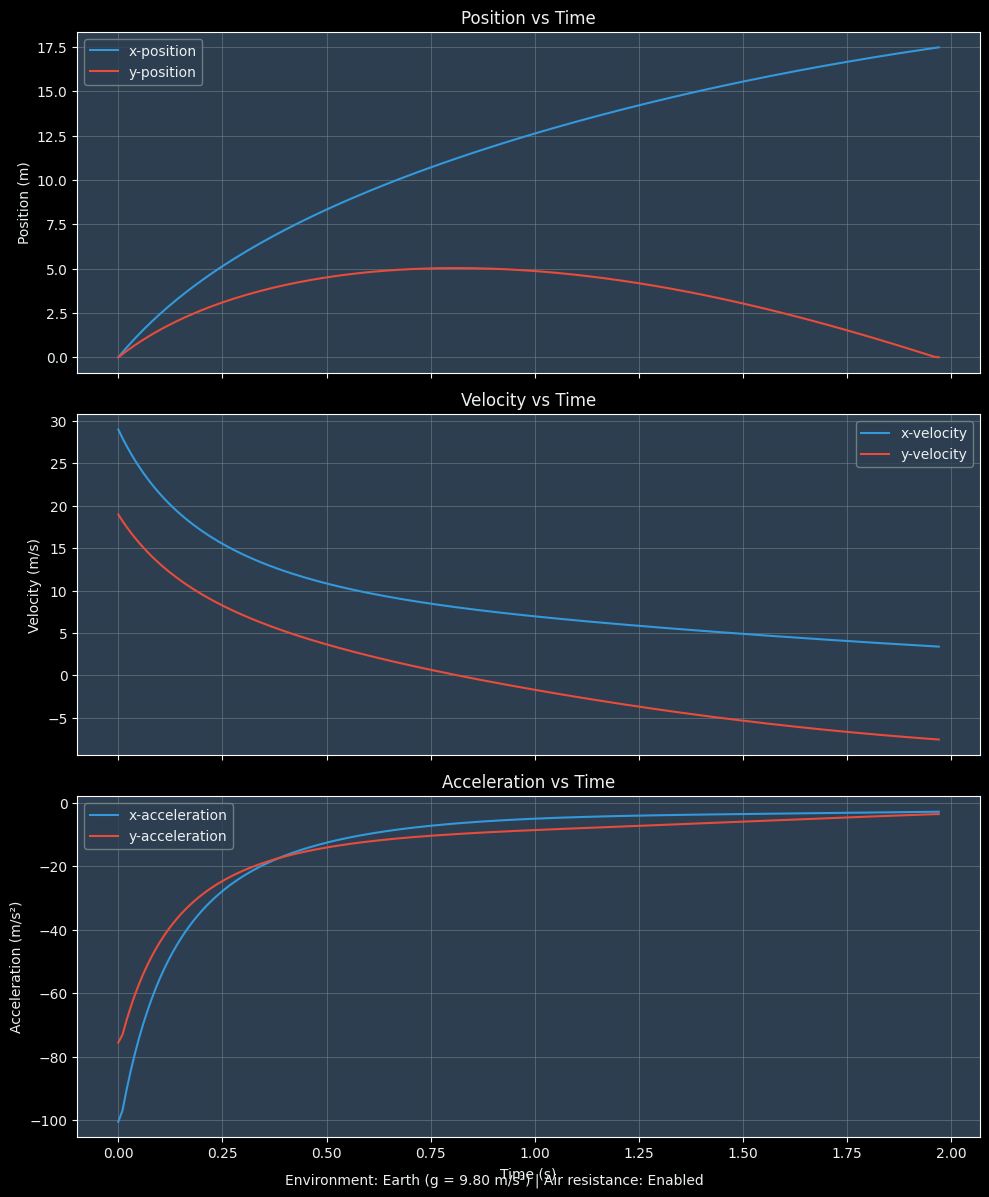 Position vs Time
x-position
y-position
Position (m)
17.5
15.0
12.5
10.0
7.5
5.0
2.5
0.0
Velocity vs Time
x-velocity
y-velocity
Velocity (m/s)
30
25
20
15
10
5
0
−5
Acceleration vs Time
x-acceleration
y-acceleration
Acceleration (m/s²)
0
−20
−40
−60
−80
−100
0.00 0.25 0.50 0.75 1.00 1.25 1.50 1.75 2.00
Time (s)
Environment: Earth (g = 9.80 m/s²) | Air resistance: Enabled